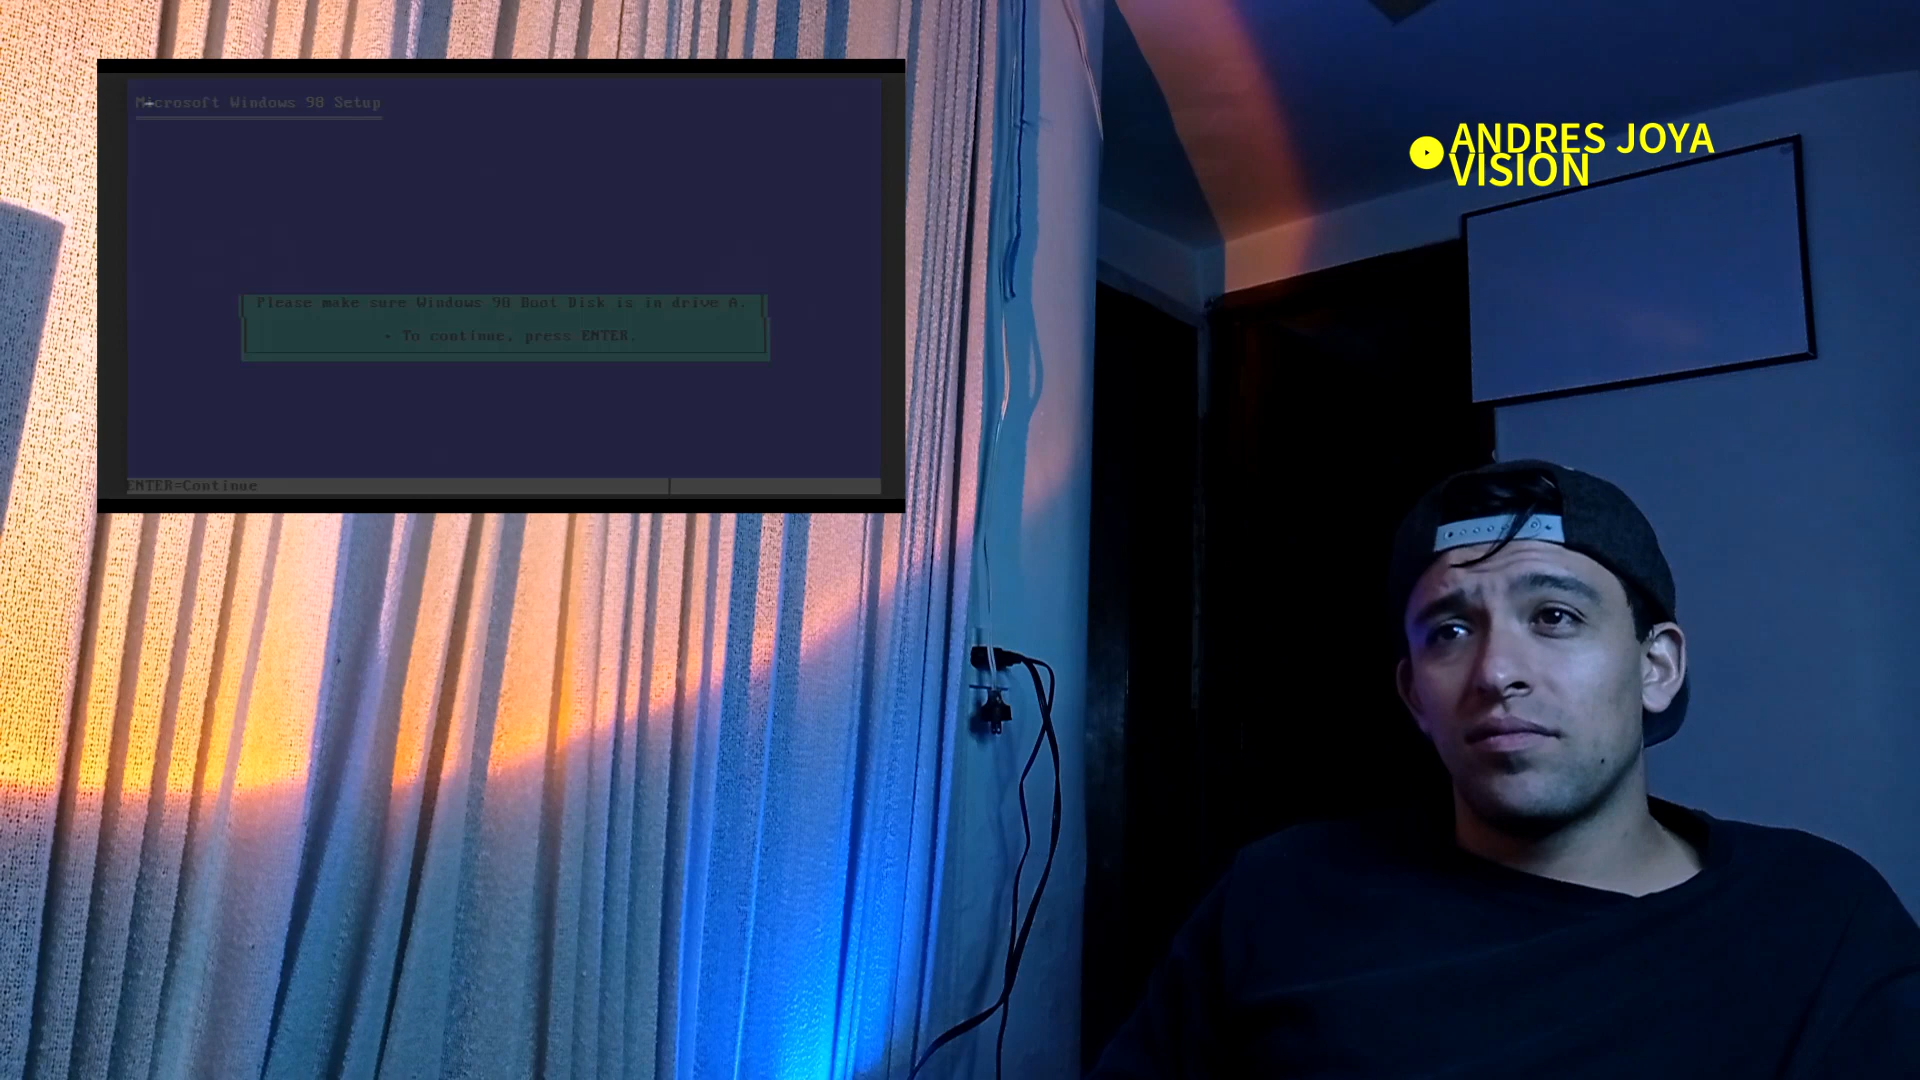 Microsoft Windows 98 Setup
Please make sure Windows 98 Boot Disk is in drive A.
• To continue, press ENTER.
ENTER=Continue
ANDRES JOYA
VISION